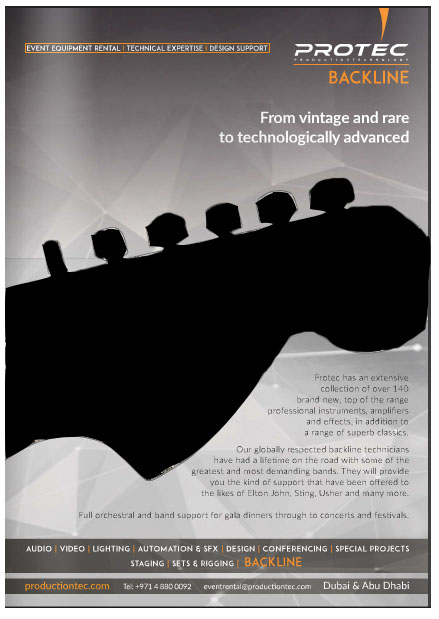 EVENT EQUIPMENT RENTAL | TECHNICAL EXPERTISE | DESIGN SUPPORT
PROTEC
PRODUCTIONTECHNOLOGY
BACKLINE
From vintage and rare
to technologically advanced
Protec has an extensive
collection of over 140
brand new, top of the range
professional instruments, amplifiers
and effects, in addition to
a range of superb classics.
Our globally respected backline technicians
have had a lifetime on the road with some of the
greatest and most demanding bands. They will provide
you the kind of support that have been offered to
the likes of Elton John, Sting, Usher and many more.
Full orchestral and band support for gala dinners through to concerts and festivals.
AUDIO | VIDEO | LIGHTING | AUTOMATION & SFX | DESIGN | CONFERENCING | SPECIAL PROJECTS
STAGING | SETS & RIGGING | BACKLINE
productiontec.com Tel: +971 4 880 0092 eventrental@productiontec.com Dubai & Abu Dhabi